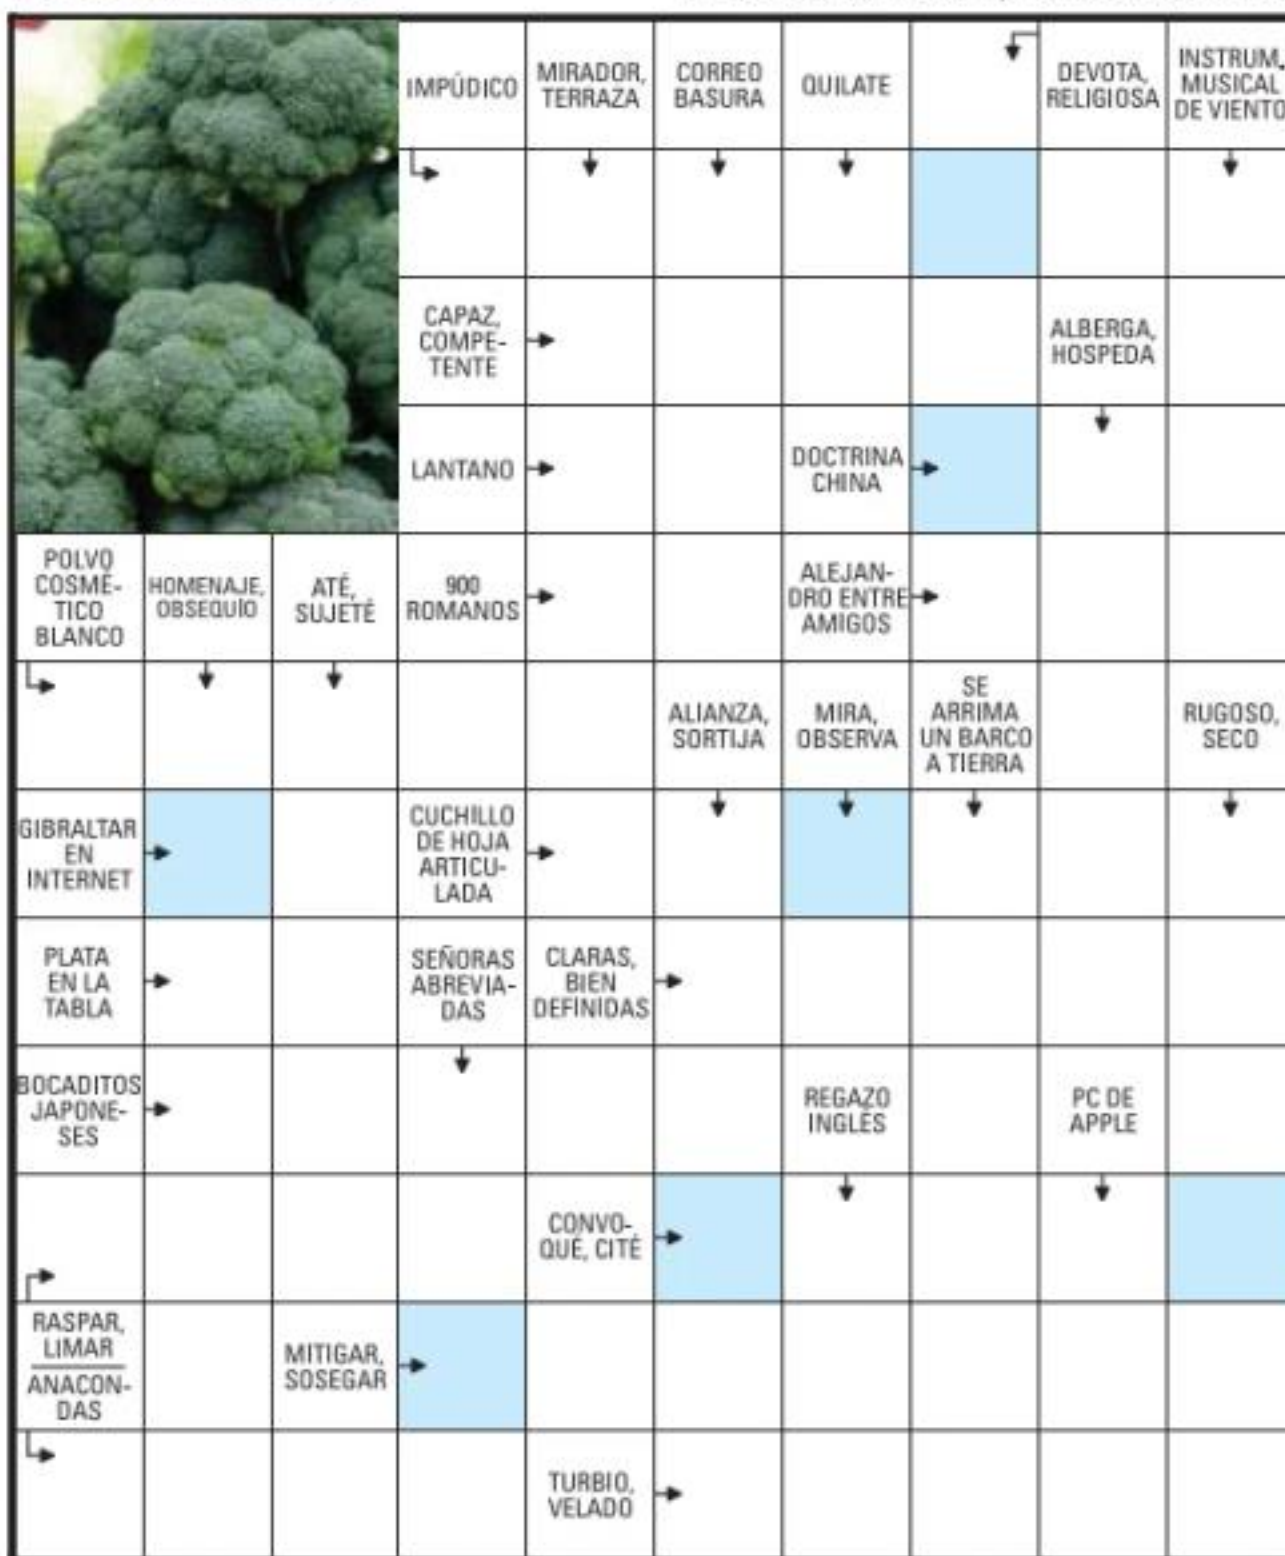 IMPÚDICO
MIRADOR,
TERRAZA
CORREO
BASURA
QUILATE
DEVOTA,
RELIGIOSA
INSTRUM.
MUSICAL
DE VIENTO
CAPAZ,
COMPE-
TENTE
ALBERGA,
HOSPEDA
LANTANO
DOCTRINA
CHINA
POLVO
COSMÉ-
TICO
BLANCO
HOMENAJE,
OBSEQUÍO
ATÉ,
SUJETÉ
900
ROMANOS
ALEJAN-
DRO ENTRE
AMIGOS
ALIANZA,
SORTIJA
MIRA,
OBSERVA
SE
ARRIMA
UN BARCO
A TIERRA
RUGOSO,
SECO
GIBRALTAR
EN
INTERNET
CUCHILLO
DE HOJA
ARTICU-
LADA
PLATA
EN LA
TABLA
SEÑORAS
ABREVIA-
DAS
CLARAS,
BIEN
DEFINIDAS
BOCADITOS
JAPONE-
SES
REGAZO
INGLÉS
PC DE
APPLE
CONVO-
QUÉ, CITÉ
RASPAR,
LIMAR
ANACON-
DAS
MITIGAR,
SOSEGAR
TURBIO,
VELADO